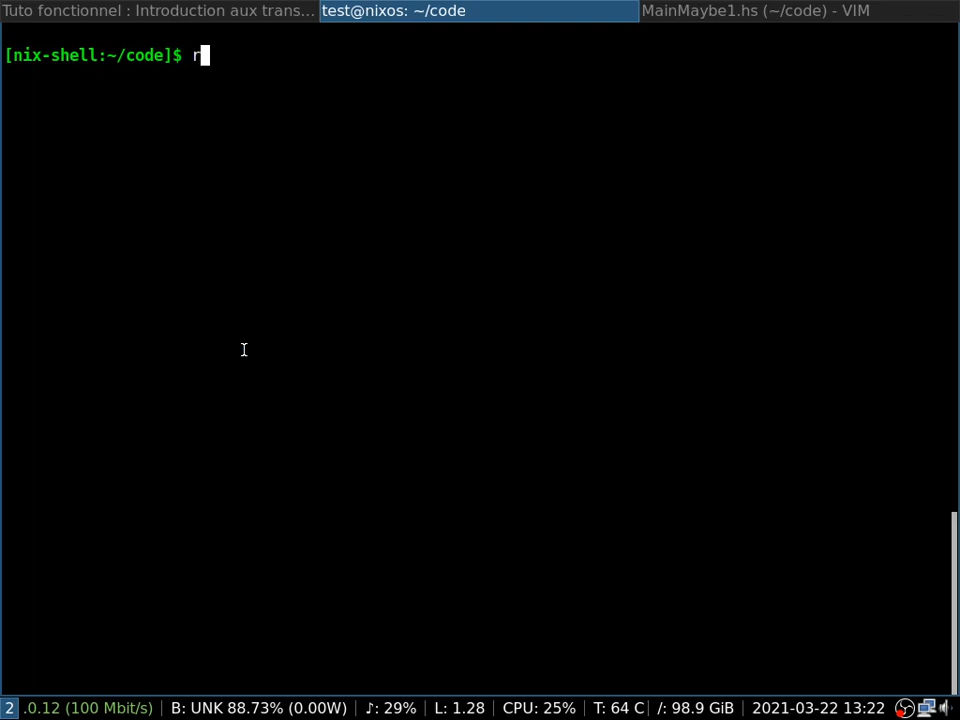 Tuto fonctionnel : Introduction aux trans... test@nixos: ~/code MainMaybe1.hs (~/code) - VIM
[nix-shell:~/code]$ r
2 .0.12 (100 Mbit/s) | B: UNK 88.73% (0.00W) | ♪: 29% | L: 1.28 | CPU: 25% | T: 64 C | /: 98.9 GiB | 2021-03-22 13:22